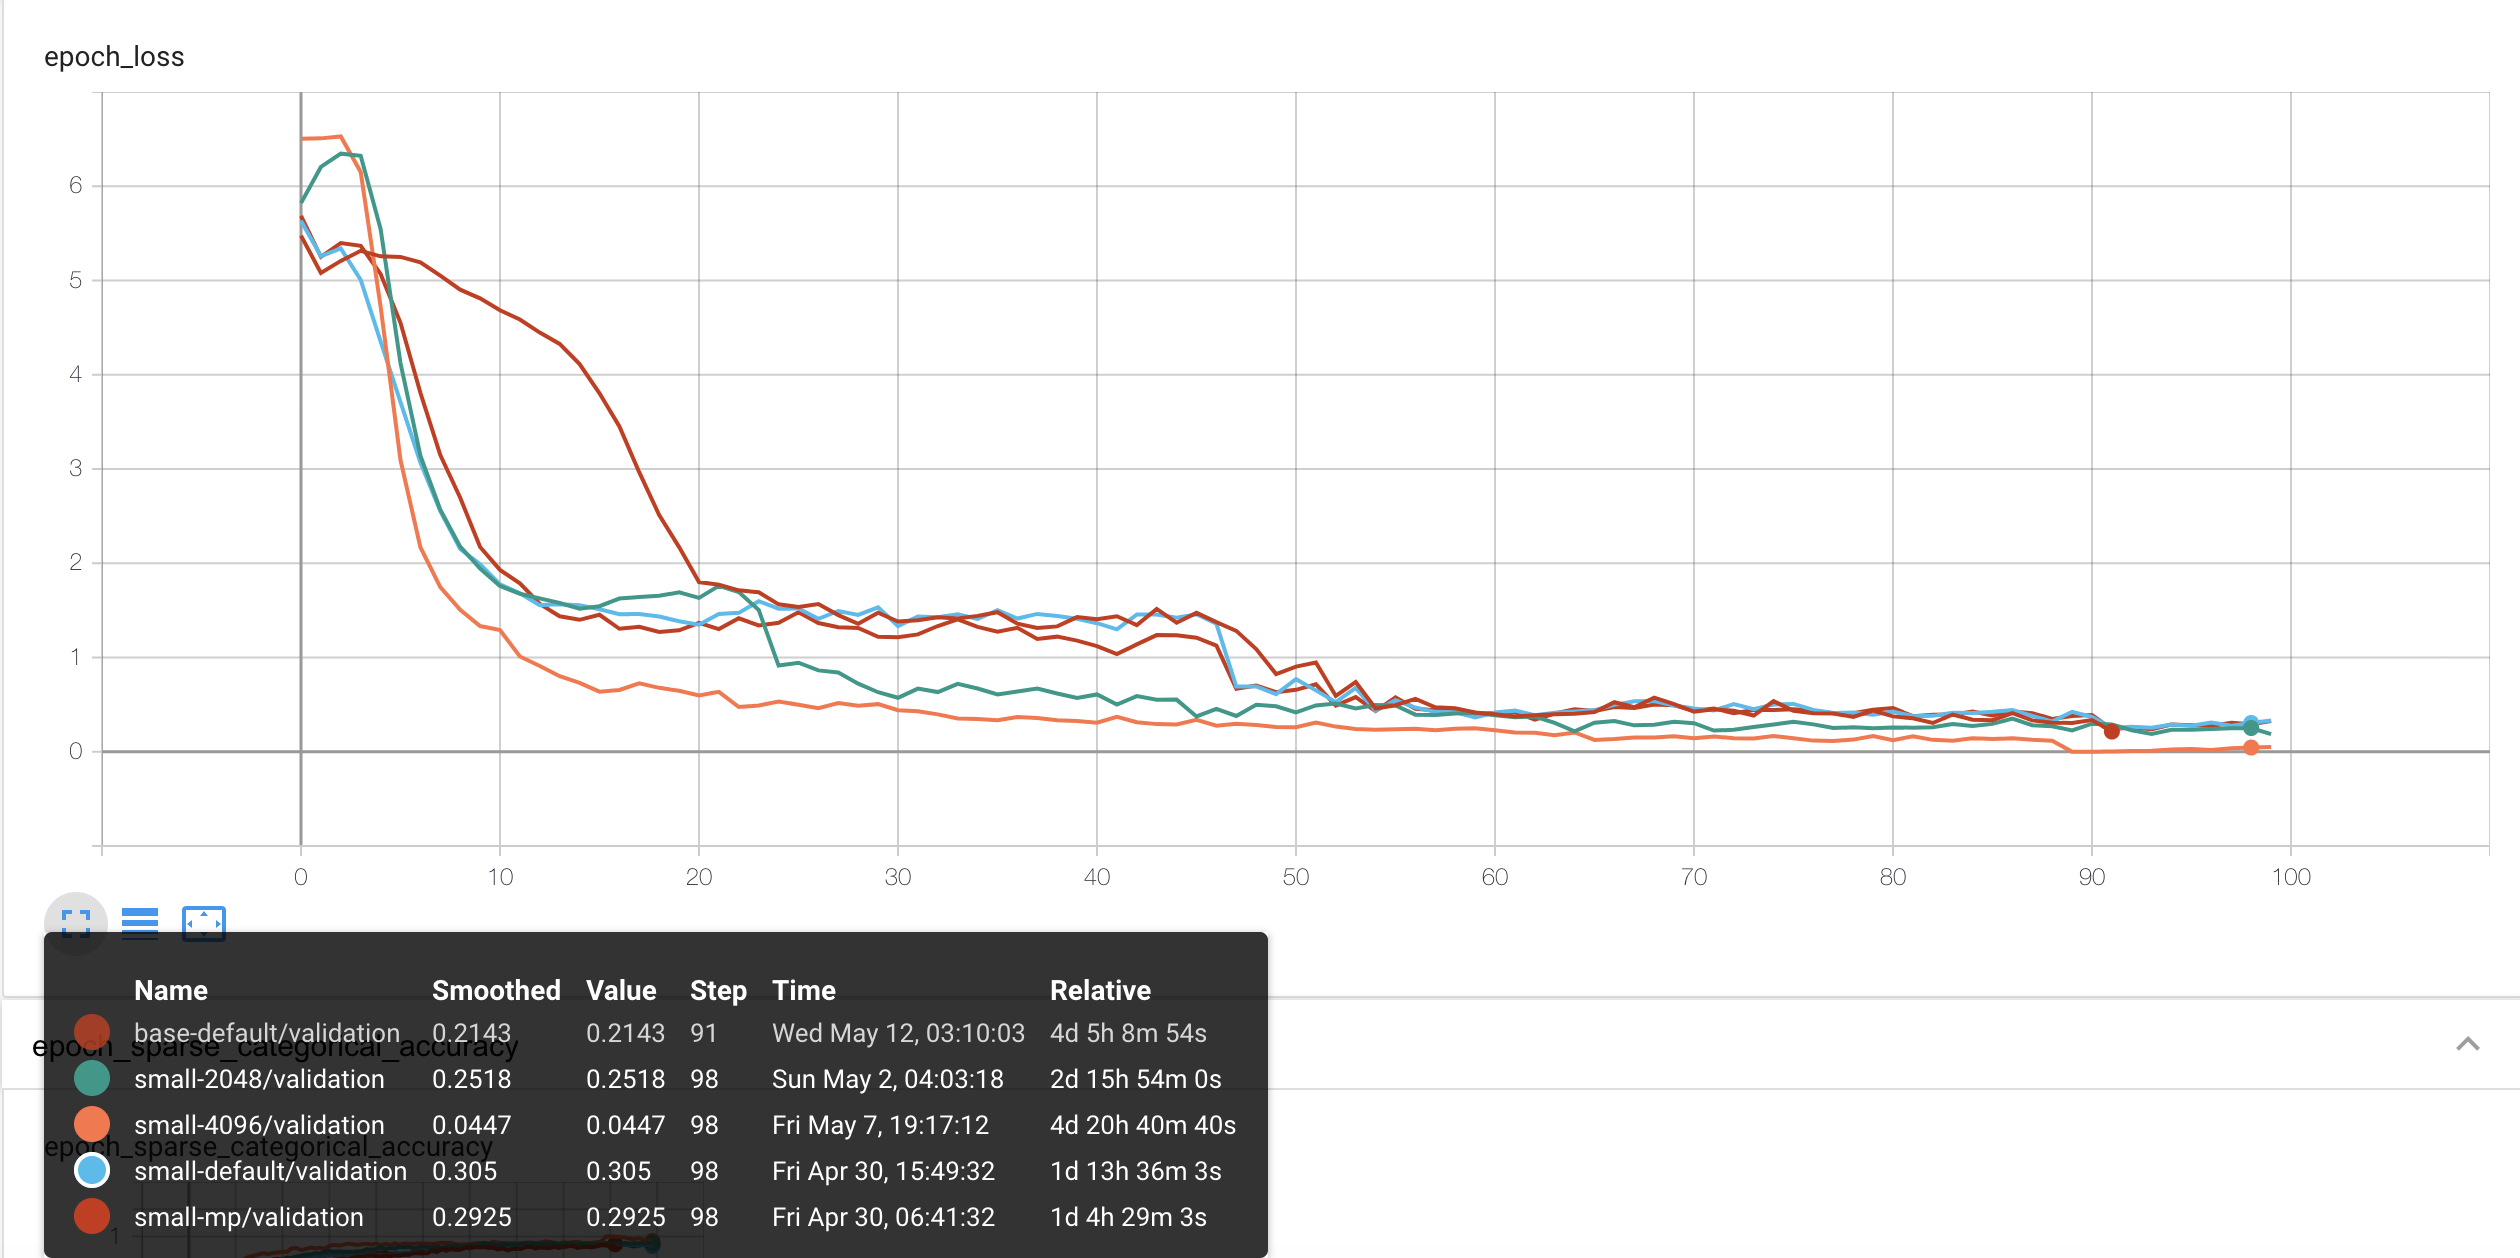 epoch_loss
6
5
4
3
2
1
0
0 10 20 30 40 50 60 70 80 90 100
Name Smoothed Value Step Time Relative
base-default/validation 0.2143 0.2143 91 Wed May 12, 03:10:03 4d 5h 8m 54s
epoch_sparse_categorical_accuracy
small-2048/validation 0.2518 0.2518 98 Sun May 2, 04:03:18 2d 15h 54m 0s
small-4096/validation 0.0447 0.0447 98 Fri May 7, 19:17:12 4d 20h 40m 40s
epoch_sparse_categorical_accuracy
small-default/validation 0.305 0.305 98 Fri Apr 30, 15:49:32 1d 13h 36m 3s
small-mp/validation 0.2925 0.2925 98 Fri Apr 30, 06:41:32 1d 4h 29m 3s
1